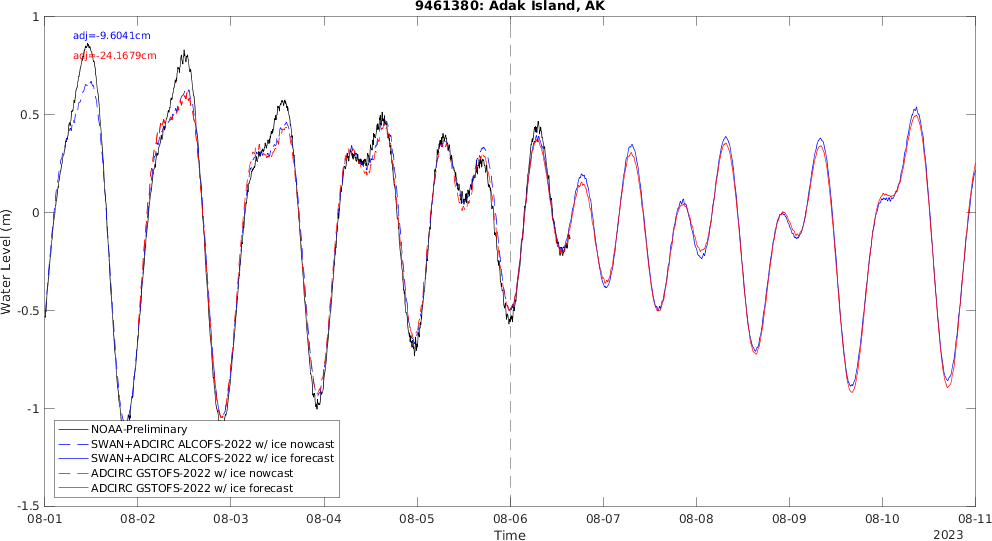 9461380: Adak Island, AK
adj=-9.6041cm
adj=-24.1679cm
Water Level (m)
1
0.5
0
-0.5
-1
-1.5
NOAA-Preliminary
SWAN+ADCIRC ALCOFS-2022 w/ ice nowcast
SWAN+ADCIRC ALCOFS-2022 w/ ice forecast
ADCIRC GSTOFS-2022 w/ ice nowcast
ADCIRC GSTOFS-2022 w/ ice forecast
08-01 08-02 08-03 08-04 08-05 08-06 08-07 08-08 08-09 08-10 08-11
Time
2023